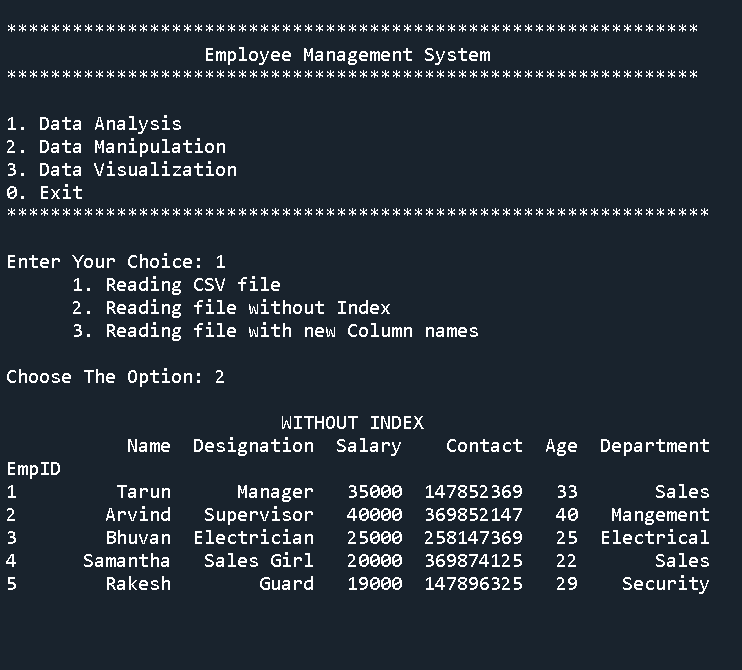 ***************************************************************
Employee Management System
***************************************************************
1. Data Analysis
2. Data Manipulation
3. Data Visualization
0. Exit
****************************************************************
Enter Your Choice: 1
1. Reading CSV file
2. Reading file without Index
3. Reading file with new Column names
Choose The Option: 2
WITHOUT INDEX
Name Designation Salary Contact Age Department
EmpID
1 Tarun Manager 35000 147852369 33 Sales
2 Arvind Supervisor 40000 369852147 40 Mangement
3 Bhuvan Electrician 25000 258147369 25 Electrical
4 Samantha Sales Girl 20000 369874125 22 Sales
5 Rakesh Guard 19000 147896325 29 Security